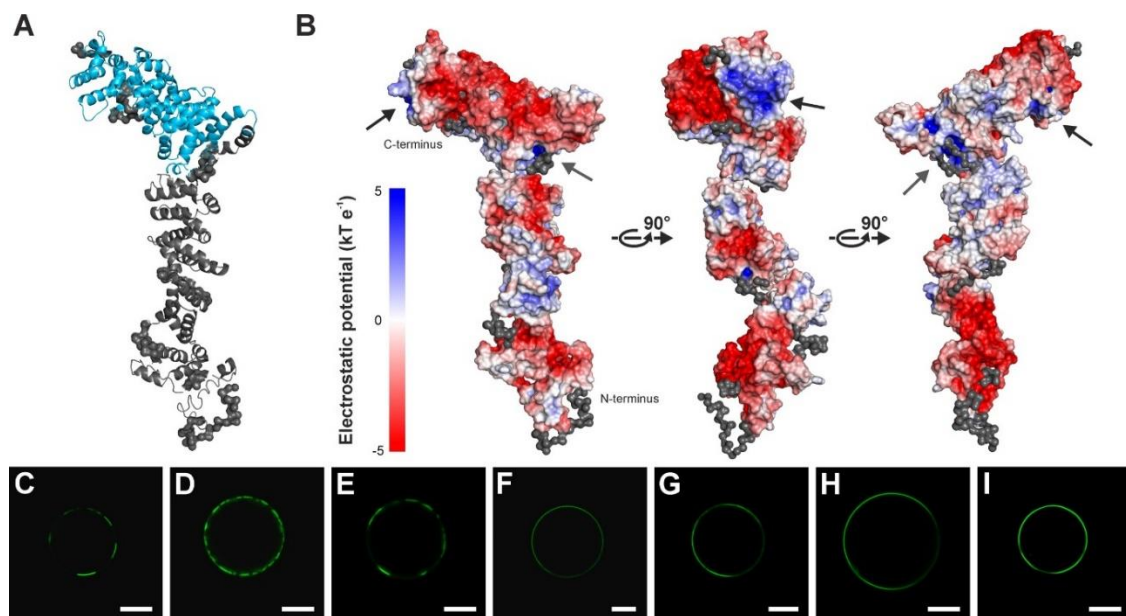 A
B
C-terminus
5
0
-5
Electrostatic potential (kT e⁻¹)
90°
90°
N-terminus
C
D
E
F
G
H
I